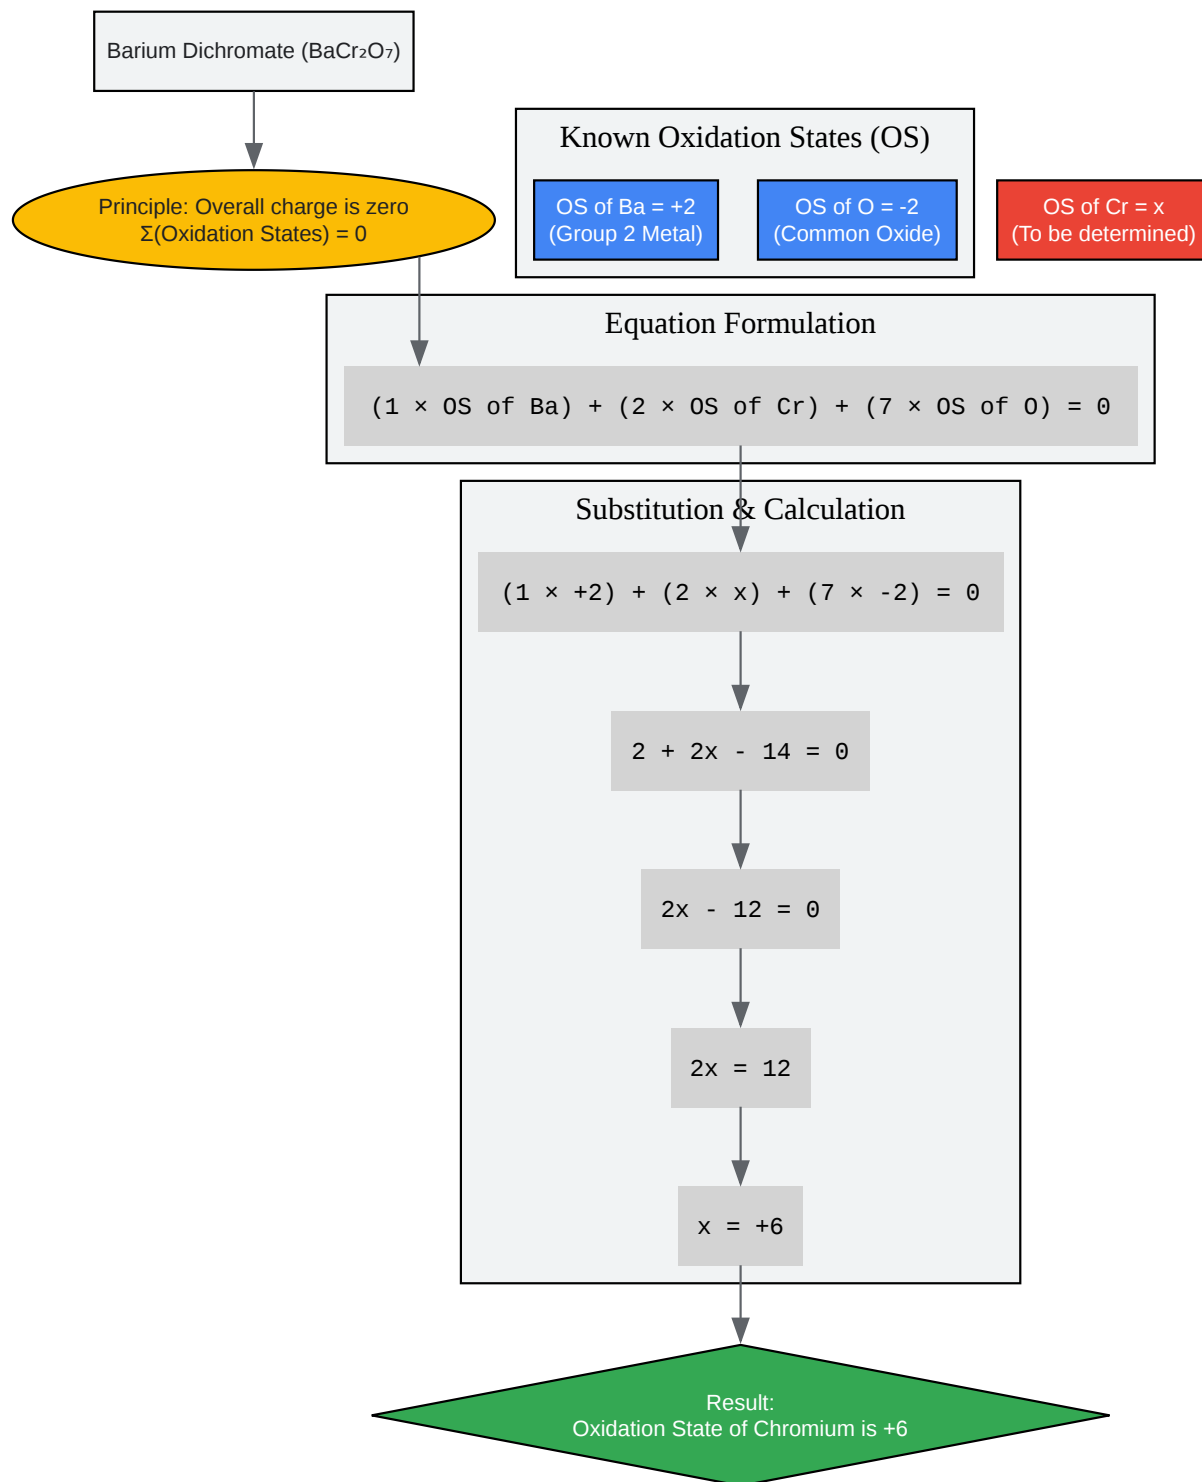 Barium Dichromate (BaCr₂O₇)
Known Oxidation States (OS)
Principle: Overall charge is zero
Σ(Oxidation States) = 0
OS of Ba = +2
(Group 2 Metal)
OS of O = -2
(Common Oxide)
OS of Cr = x
(To be determined)
Equation Formulation
(1 × OS of Ba) + (2 × OS of Cr) + (7 × OS of O) = 0
Substitution & Calculation
(1 × +2) + (2 × x) + (7 × -2) = 0
2 + 2x - 14 = 0
2x - 12 = 0
2x = 12
x = +6
Result:
Oxidation State of Chromium is +6